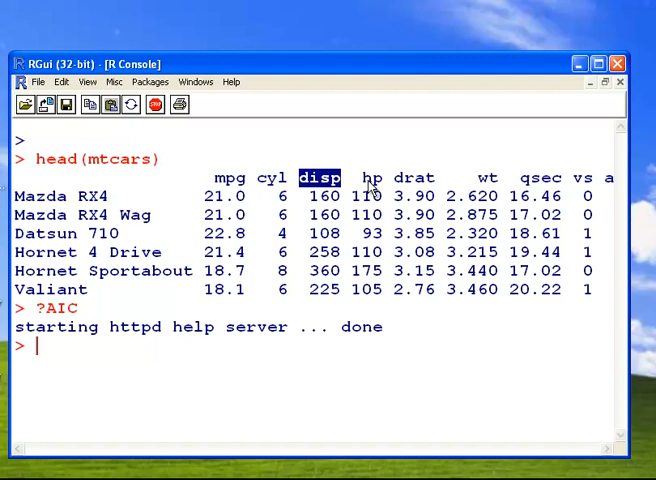 RGui (32-bit) - [R Console]
File Edit View Misc Packages Windows Help
>
> head(mtcars)
mpg cyl disp hp drat wt qsec vs a
Mazda RX4 21.0 6 160 110 3.90 2.620 16.46 0
Mazda RX4 Wag 21.0 6 160 110 3.90 2.875 17.02 0
Datsun 710 22.8 4 108 93 3.85 2.320 18.61 1
Hornet 4 Drive 21.4 6 258 110 3.08 3.215 19.44 1
Hornet Sportabout 18.7 8 360 175 3.15 3.440 17.02 0
Valiant 18.1 6 225 105 2.76 3.460 20.22 1
> ?AIC
starting httpd help server ... done
>